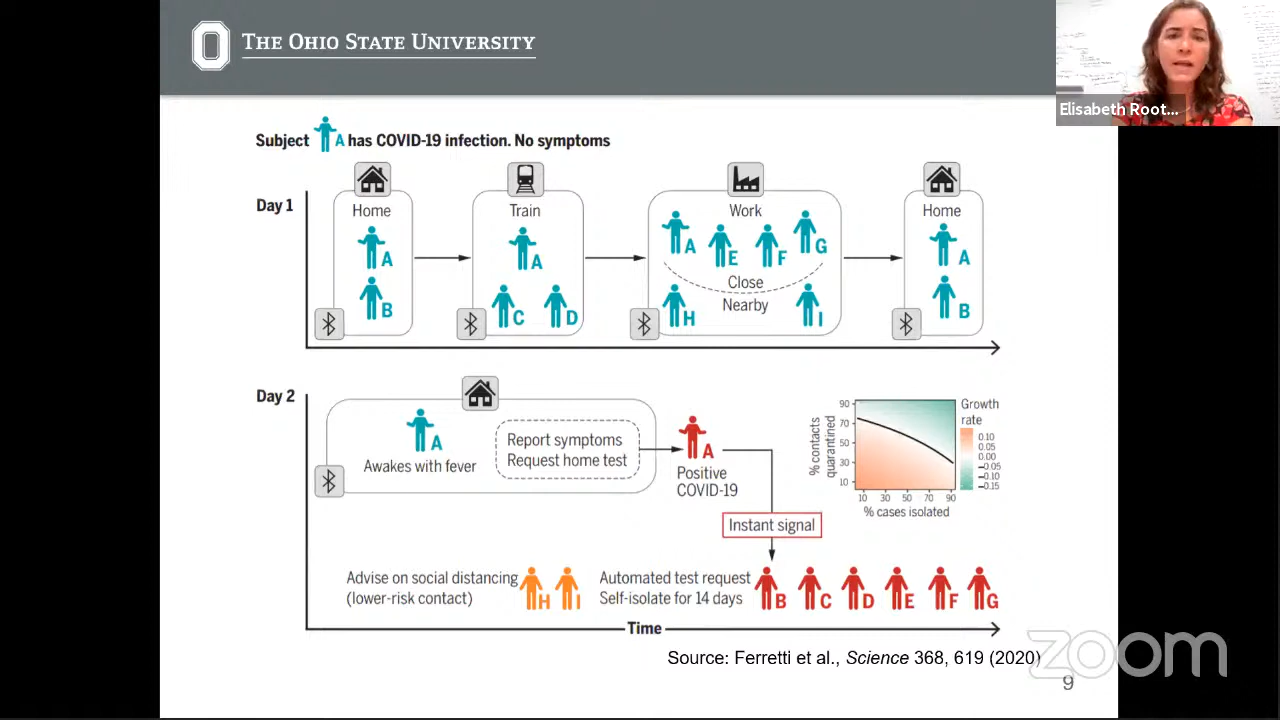 THE OHIO STATE UNIVERSITY
Elisabeth Root...
Subject A has COVID-19 infection. No symptoms
Day 1
Home
A
B
Train
A
C
D
Work
A
E
F
G
Close
Nearby
H
I
Home
A
B
Day 2
A
Awakes with fever
Report symptoms
Request home test
A
Positive
COVID-19
Instant signal
% contacts
quarantined
90
70
50
30
10
10 30 50 70 90
% cases isolated
Growth
rate
0.10
0.05
0.00
–0.05
–0.10
–0.15
Advise on social distancing
(lower-risk contact)
H
I
Automated test request
Self-isolate for 14 days
B
C
D
E
F
G
Time
Source: Ferretti et al., Science 368, 619 (2020)
zoom
9